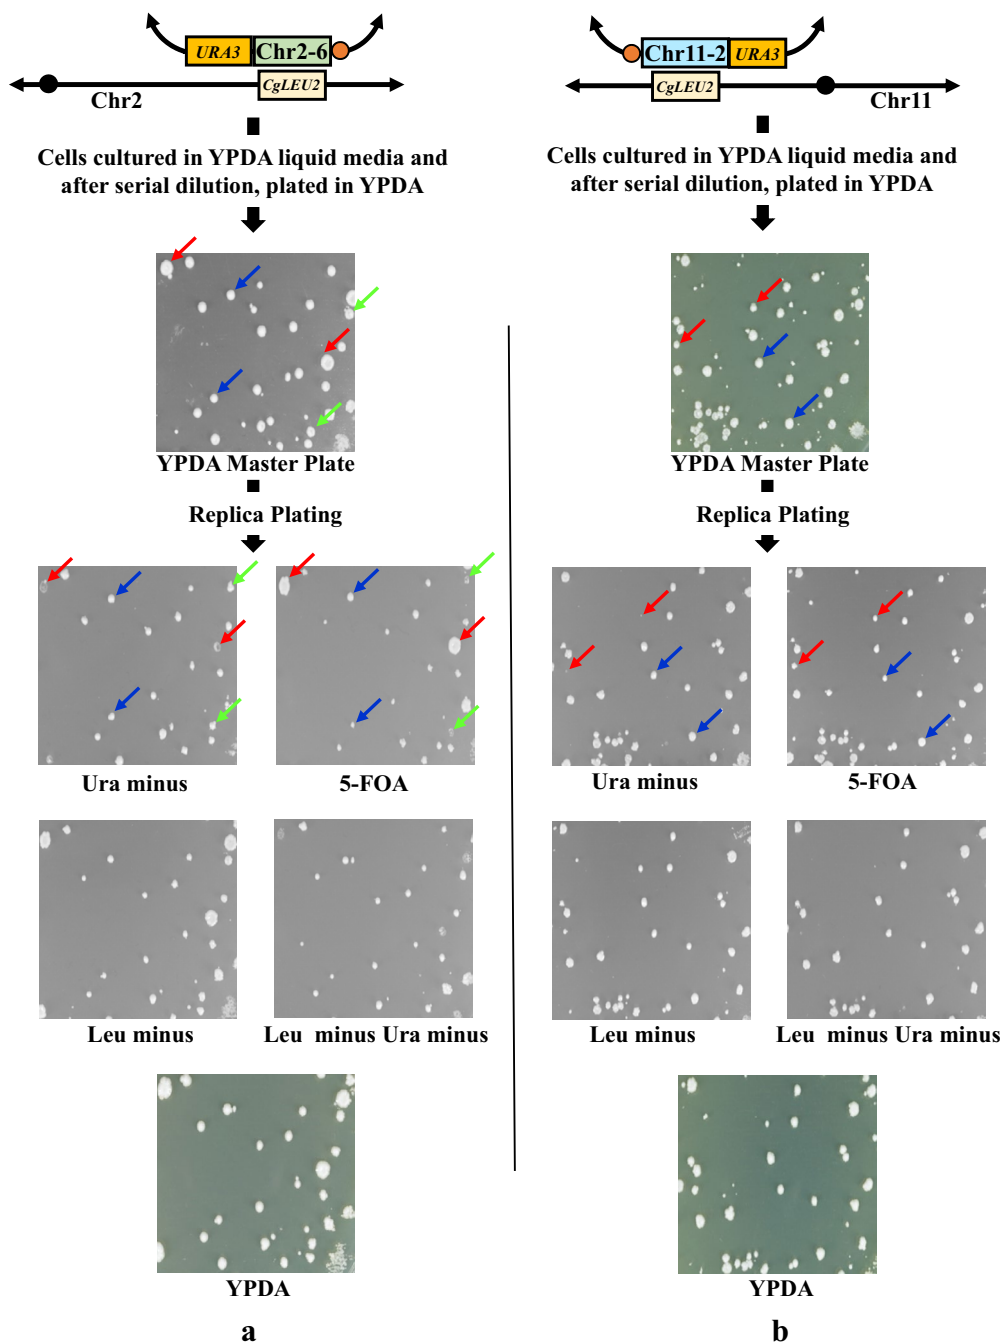 URA3 Chr2-6
CgLEU2
Chr2
Cells cultured in YPDA liquid media and
after serial dilution, plated in YPDA
YPDA Master Plate
Replica Plating
Ura minus
5-FOA
Leu minus
Leu minus Ura minus
YPDA
a
Chr11-2 URA3
CgLEU2
Chr11
Cells cultured in YPDA liquid media and
after serial dilution, plated in YPDA
YPDA Master Plate
Replica Plating
Ura minus
5-FOA
Leu minus
Leu minus Ura minus
YPDA
b